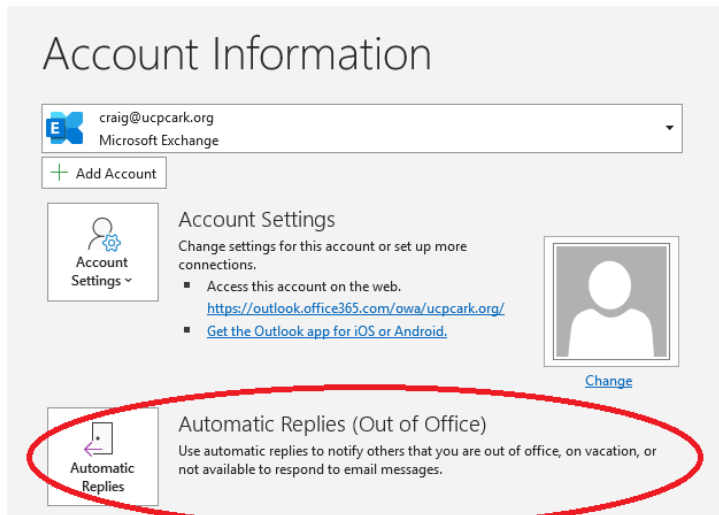 Account Information
craig@ucpcark.org
Microsoft Exchange
Add Account
Account Settings
Change settings for this account or set up more
connections.
Access this account on the web.
https://outlook.office365.com/owa/ucpcark.org/
Get the Outlook app for iOS or Android.
Account
Settings
Change
Automatic Replies (Out of Office)
Use automatic replies to notify others that you are out of office, on vacation, or
not available to respond to email messages.
Automatic
Replies